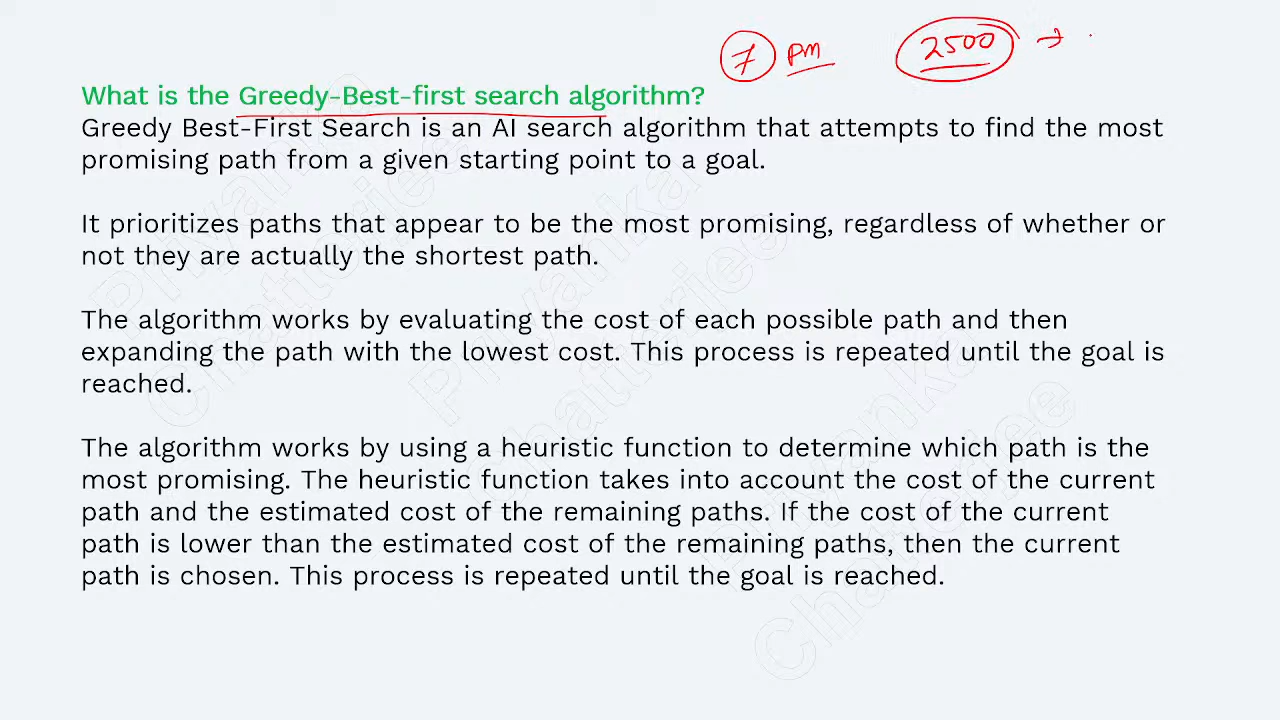 7 pm 2500 →
What is the Greedy-Best-first search algorithm?
Greedy Best-First Search is an AI search algorithm that attempts to find the most
promising path from a given starting point to a goal.
It prioritizes paths that appear to be the most promising, regardless of whether or
not they are actually the shortest path.
The algorithm works by evaluating the cost of each possible path and then
expanding the path with the lowest cost. This process is repeated until the goal is
reached.
The algorithm works by using a heuristic function to determine which path is the
most promising. The heuristic function takes into account the cost of the current
path and the estimated cost of the remaining paths. If the cost of the current
path is lower than the estimated cost of the remaining paths, then the current
path is chosen. This process is repeated until the goal is reached.
Priyanka
Chatterjee
Priyanka
Chatterjee
Priyanka
Chatterjee